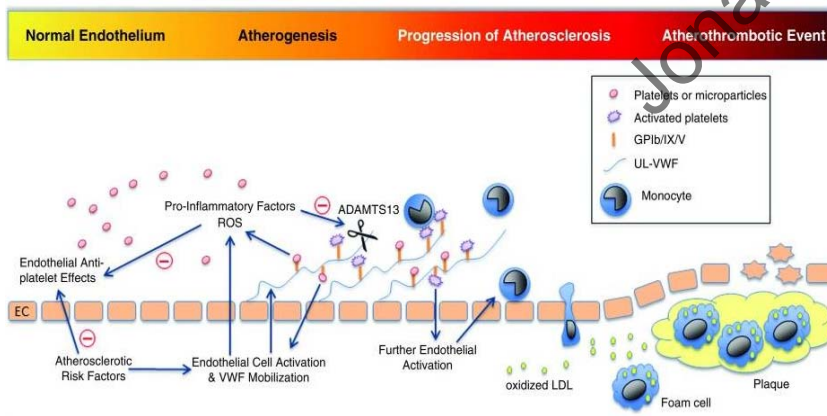 Normal Endothelium
Atherogenesis
Progression of Atherosclerosis
Atherothrombotic Event
Platelets or microparticles
Activated platelets
GPIb/IX/V
UL-VWF
Monocyte
Pro-Inflammatory Factors
ROS
ADAMTS13
Endothelial Anti-
platelet Effects
EC
Atherosclerotic
Risk Factors
Endothelial Cell Activation
& VWF Mobilization
Further Endothelial
Activation
oxidized LDL
Foam cell
Plaque